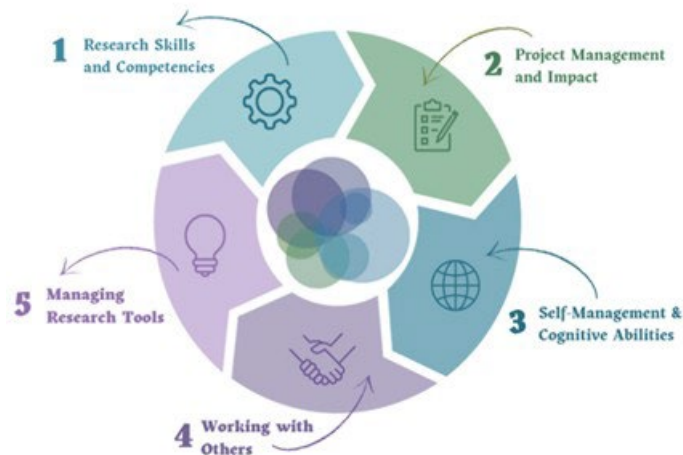 1 Research Skills
and Competencies
2 Project Management
and Impact
3 Self-Management &
Cognitive Abilities
4 Working with
Others
5 Managing
Research Tools